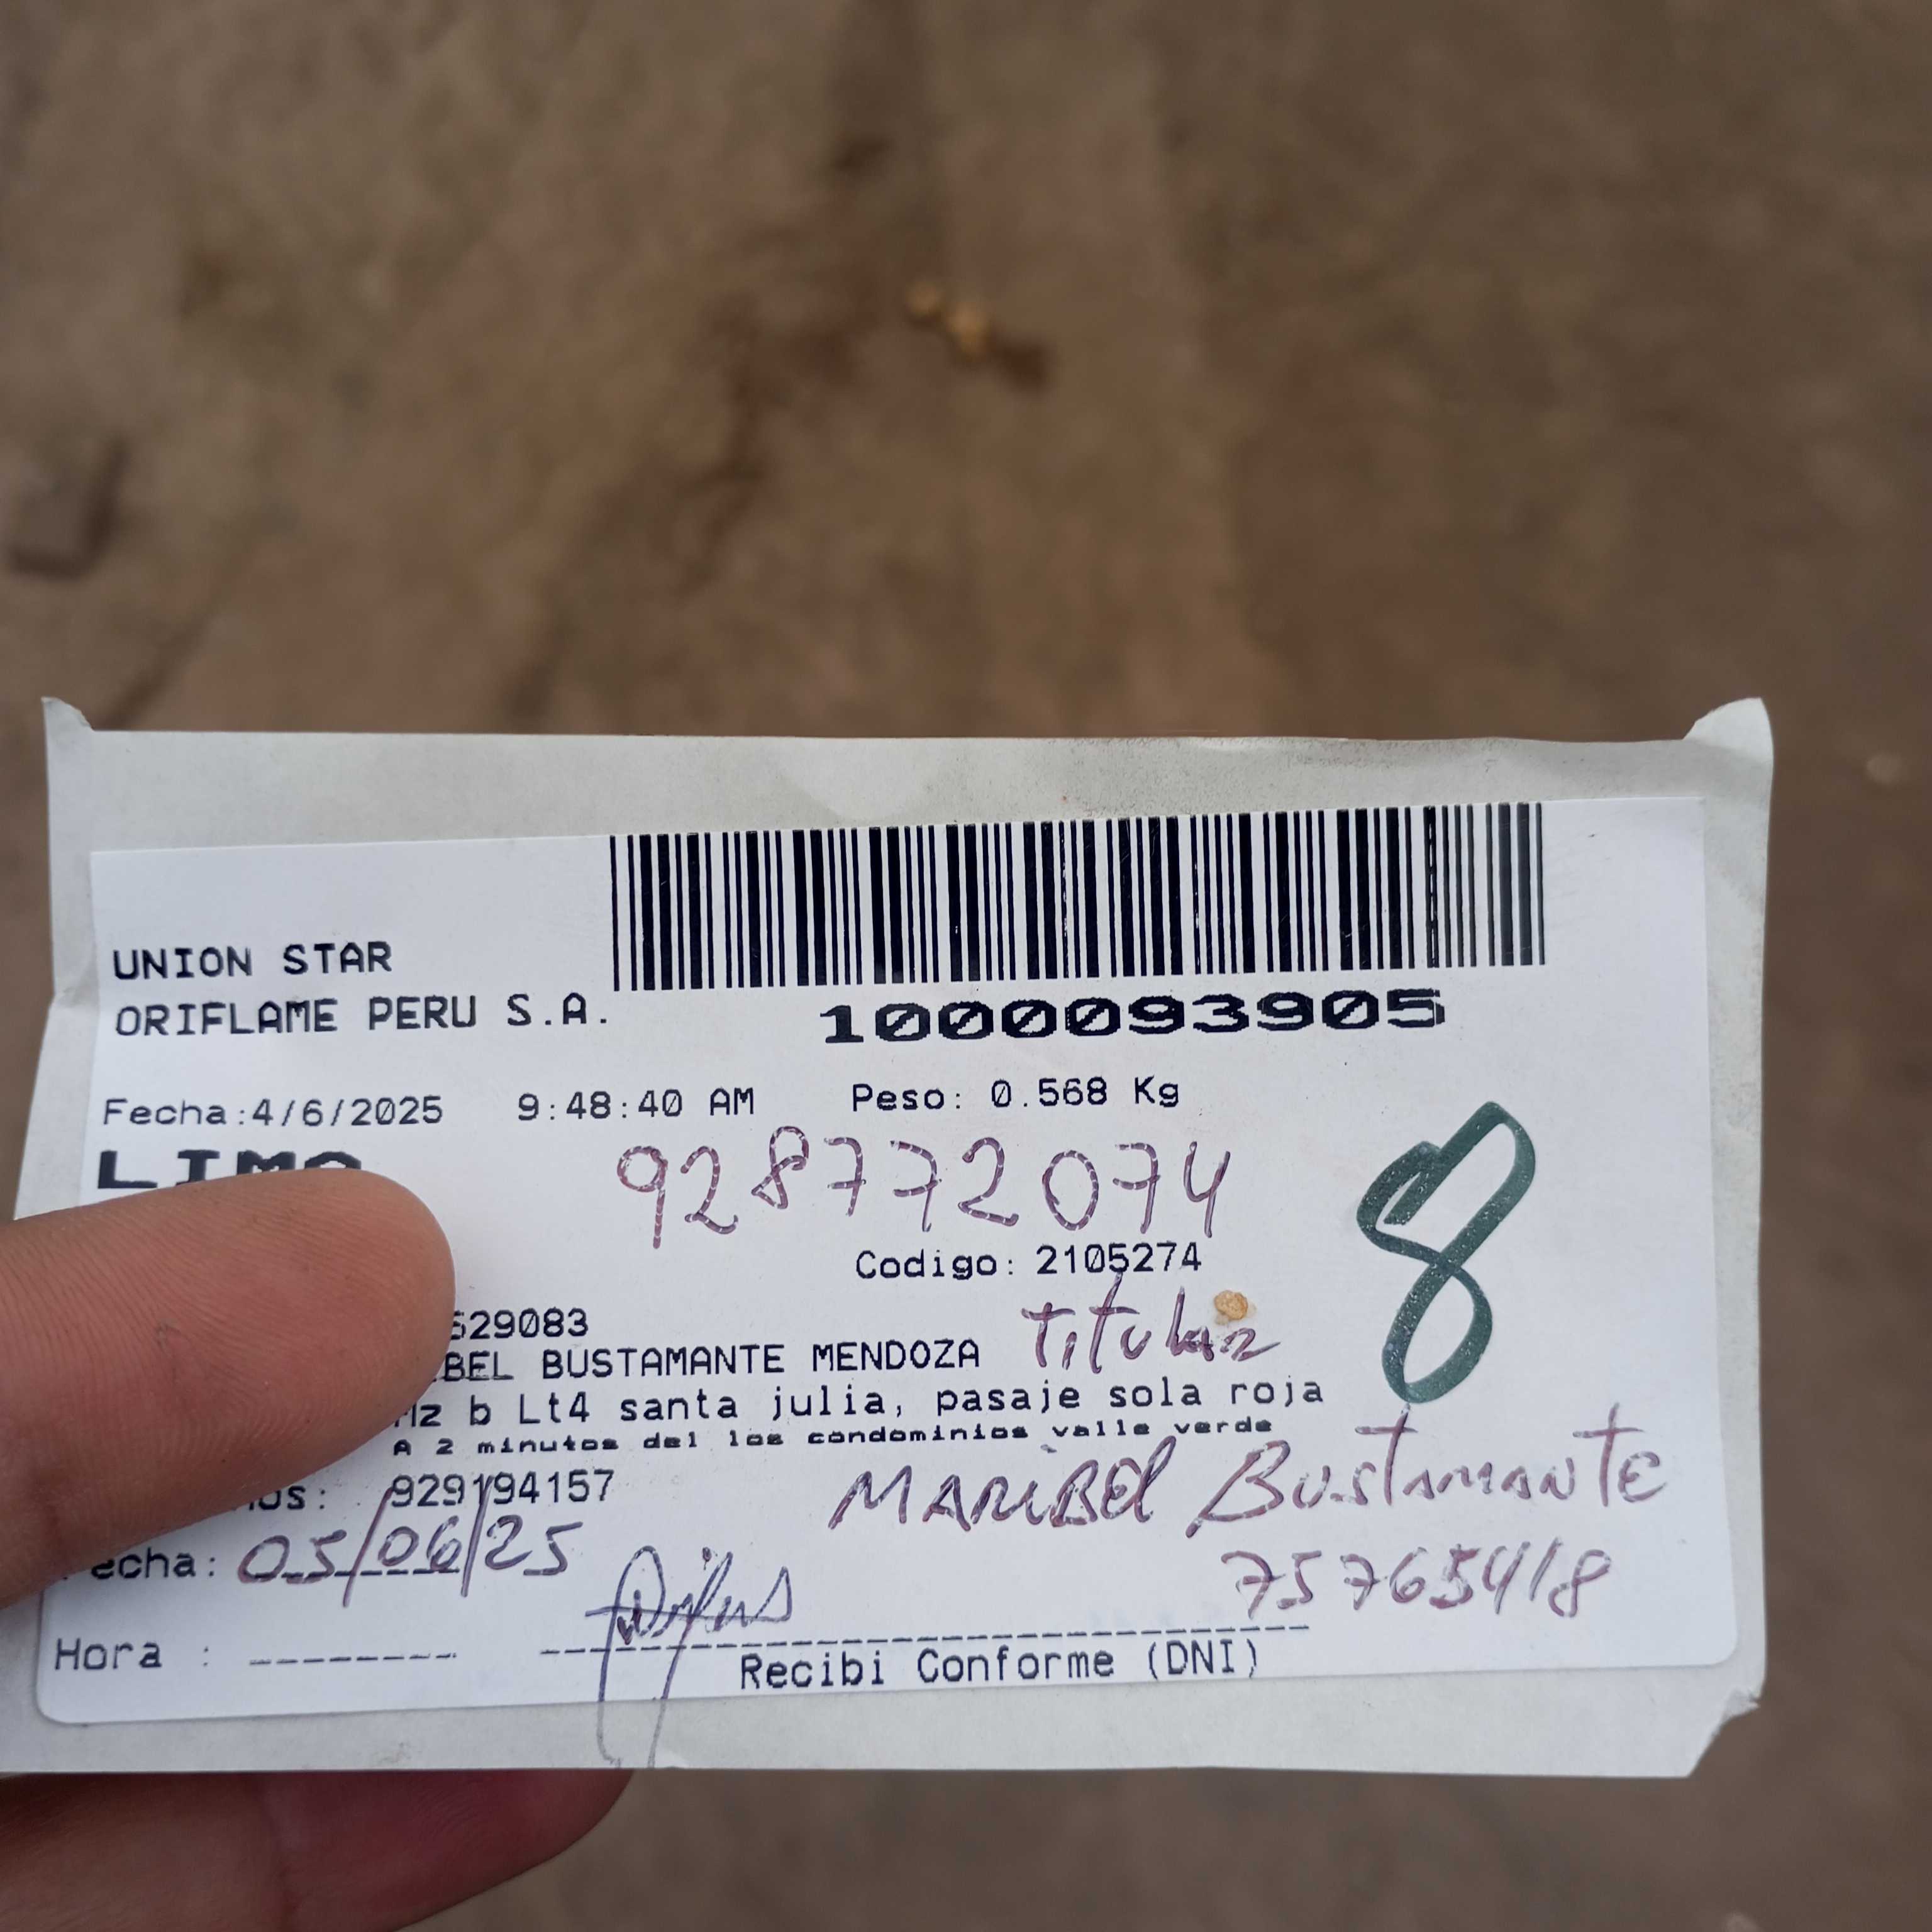 UNION STAR
ORIFLAME PERU S.A.
1000093905
Fecha:4/6/2025 9:48:40 AM Peso: 0.568 Kg
LIMA
928772074
8
Codigo: 2105274
529083
Titular
BEL BUSTAMANTE MENDOZA
Mz b Lt4 santa julia, pasaje sola roja
A 2 minutos del los condominios valle verde
MARIBEl BUSTAMANTE
os: 929194157
echa: 05/06/25
75765418
Hora :
Recibi Conforme (DNI)